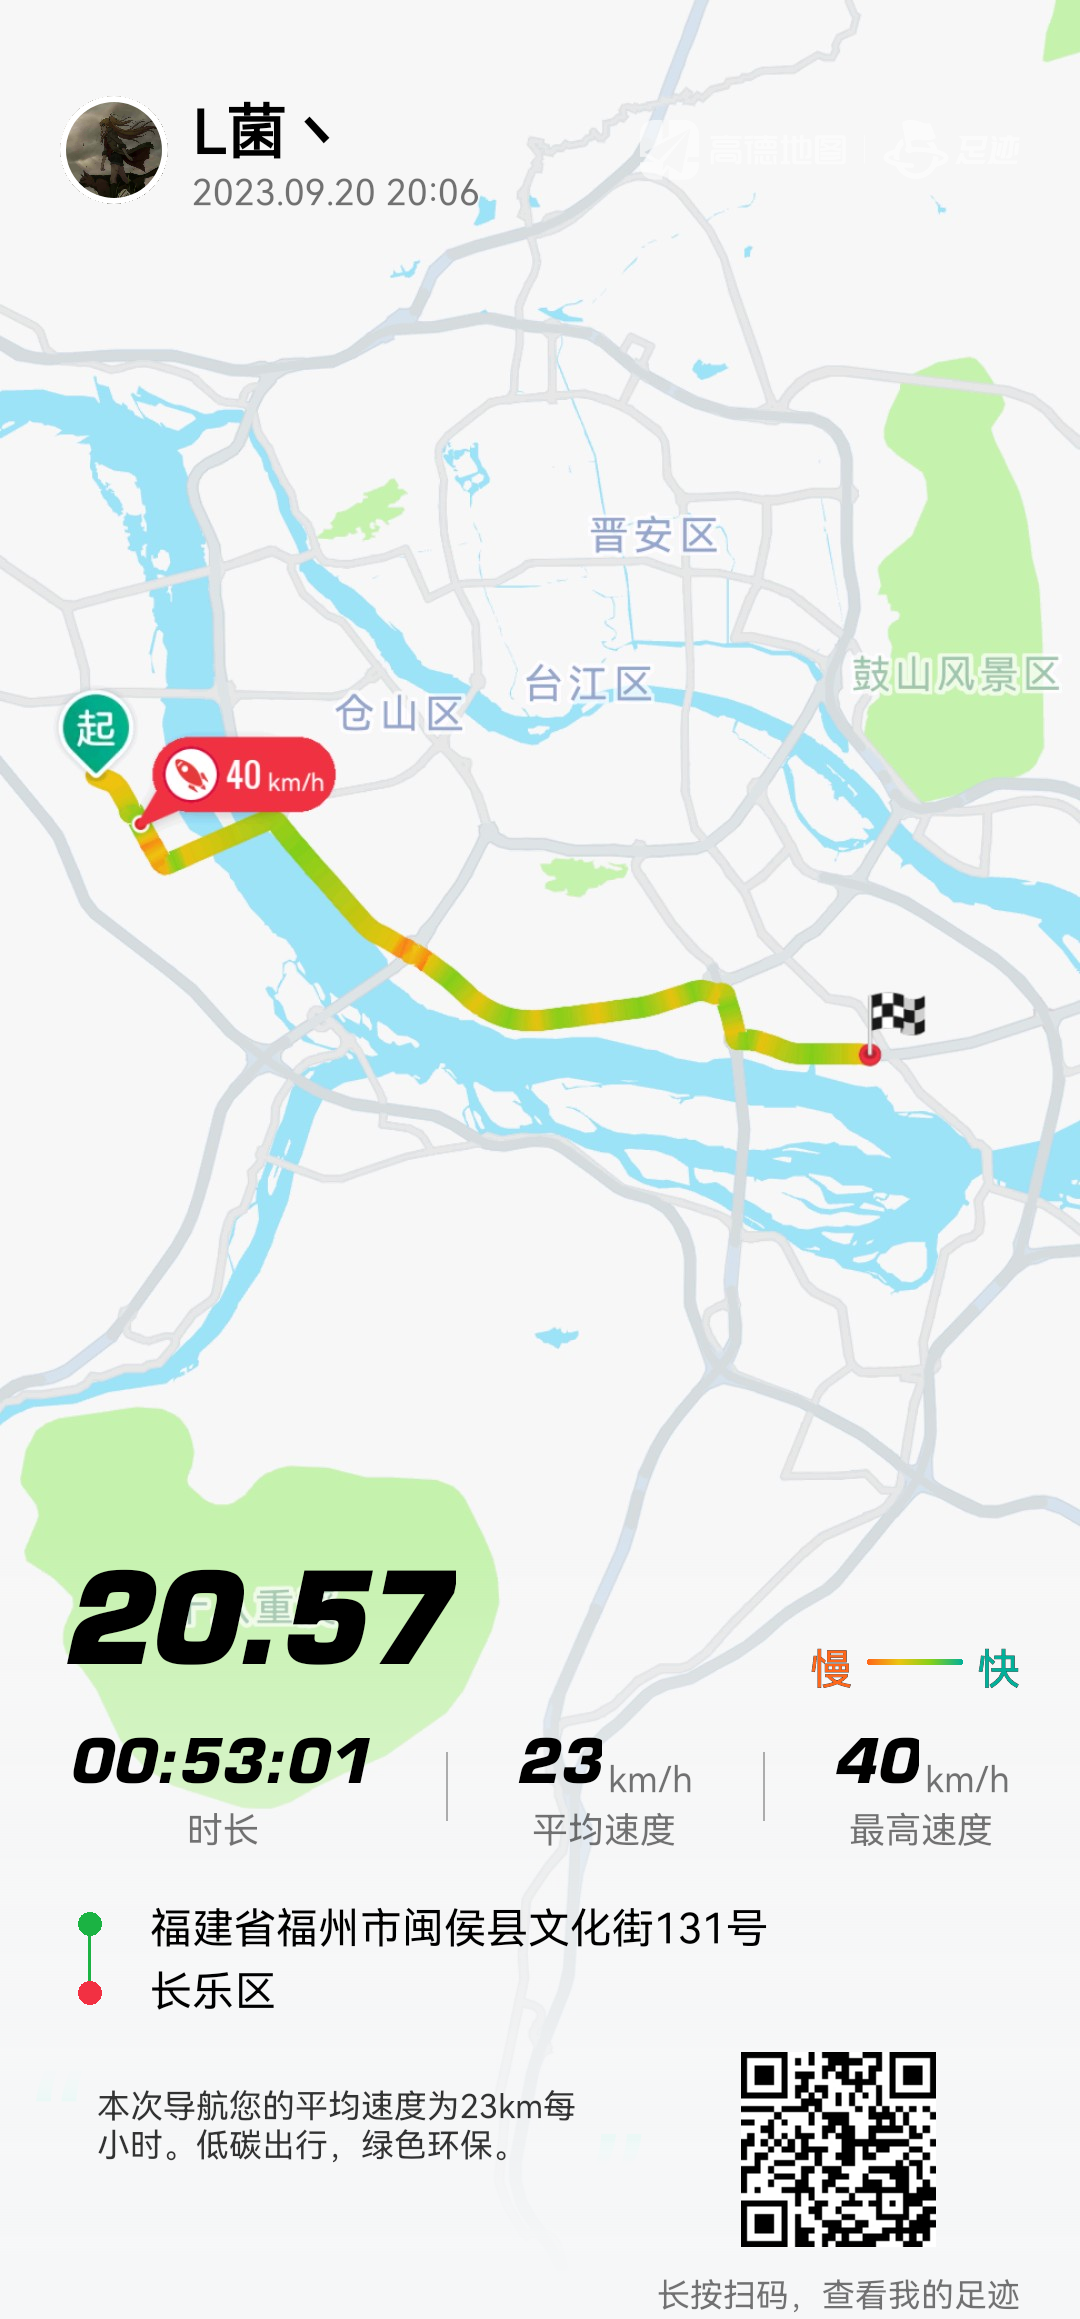 L菌丶
2023.09.20 20:06
高德地图
足迹
晋安区
台江区
鼓山风景区
仓山区
起
40 km/h
20.57
慢
快
00:53:01
时长
23 km/h
平均速度
40 km/h
最高速度
福建省福州市闽侯县文化街131号
长乐区
本次导航您的平均速度为23km每
小时。低碳出行，绿色环保。
长按扫码，查看我的足迹